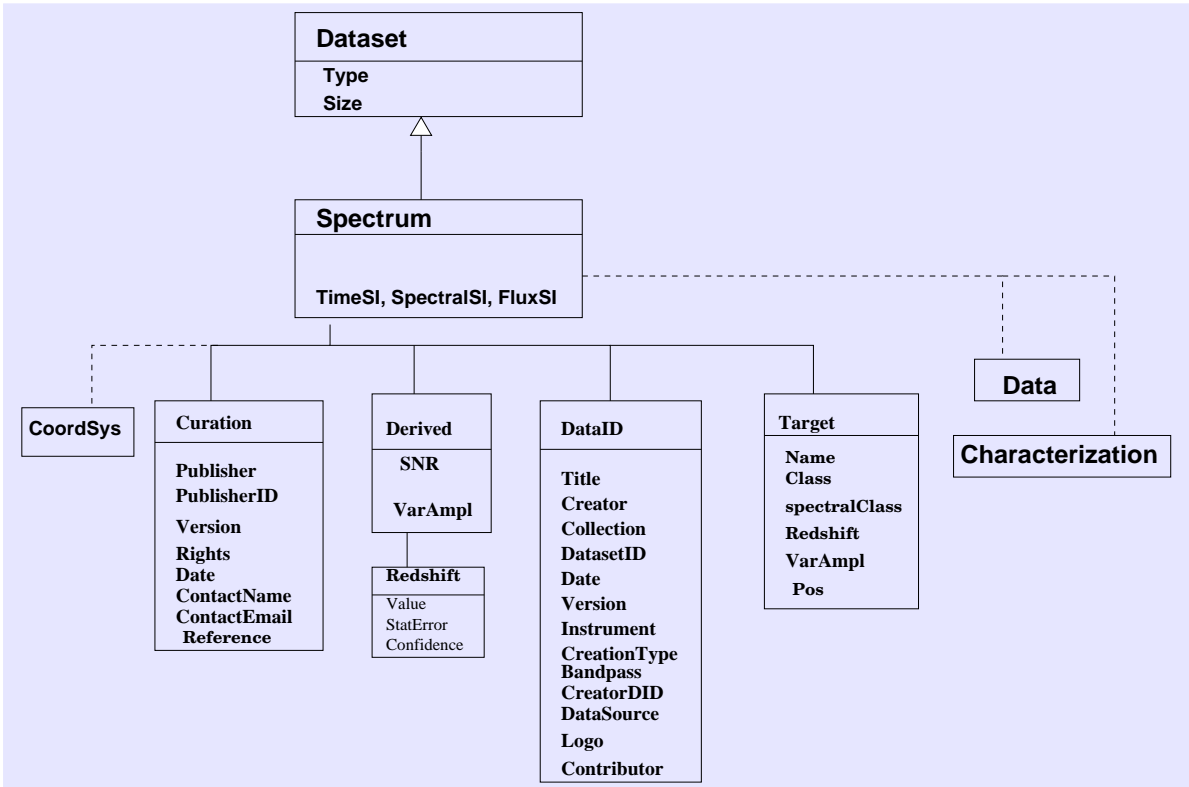 Dataset
Type
Size
Spectrum
TimeSI, SpectralSI, FluxSI
CoordSys
Curation
Publisher
PublisherID
Version
Rights
Date
ContactName
ContactEmail
Reference
Derived
SNR
VarAmpl
Redshift
Value
StatError
Confidence
DataID
Title
Creator
Collection
DatasetID
Date
Version
Instrument
CreationType
Bandpass
CreatorDID
DataSource
Logo
Contributor
Target
Name
Class
spectralClass
Redshift
VarAmpl
Pos
Data
Characterization